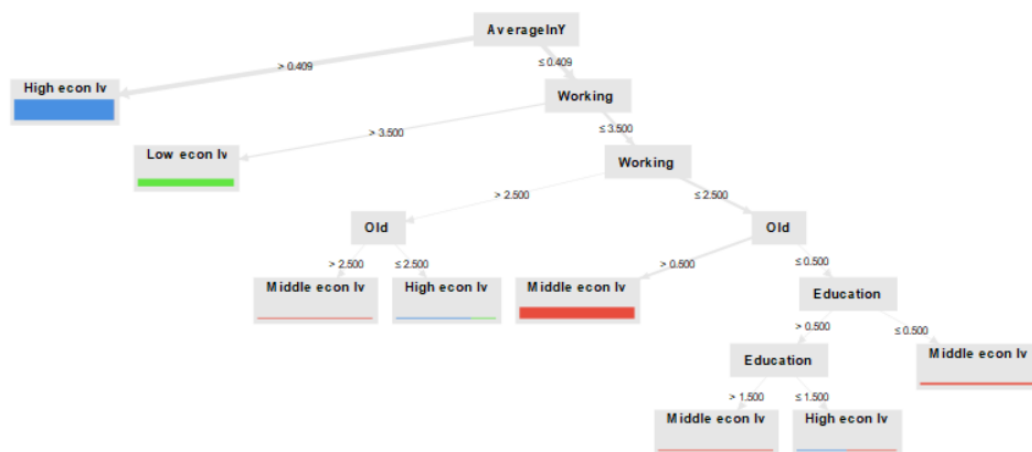 AverageInY
> 0.409
≤ 0.409
High econ lv
Working
> 3.500
≤ 3.500
Low econ lv
Working
> 2.500
≤ 2.500
Old
Old
> 2.500
≤ 2.500
> 0.500
≤ 0.500
Middle econ lv
High econ lv
Middle econ lv
Education
> 0.500
≤ 0.500
Education
Middle econ lv
> 1.500
≤ 1.500
Middle econ lv
High econ lv